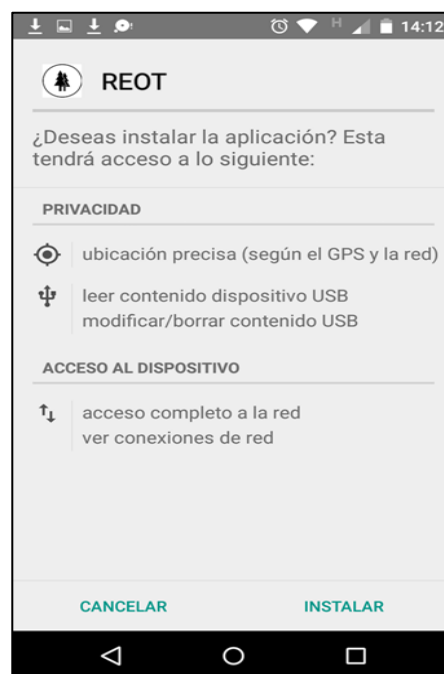 H 14:12
REOT
¿Deseas instalar la aplicación? Esta
tendrá acceso a lo siguiente:
PRIVACIDAD
ubicación precisa (según el GPS y la red)
leer contenido dispositivo USB
modificar/borrar contenido USB
ACCESO AL DISPOSITIVO
acceso completo a la red
ver conexiones de red
CANCELAR INSTALAR